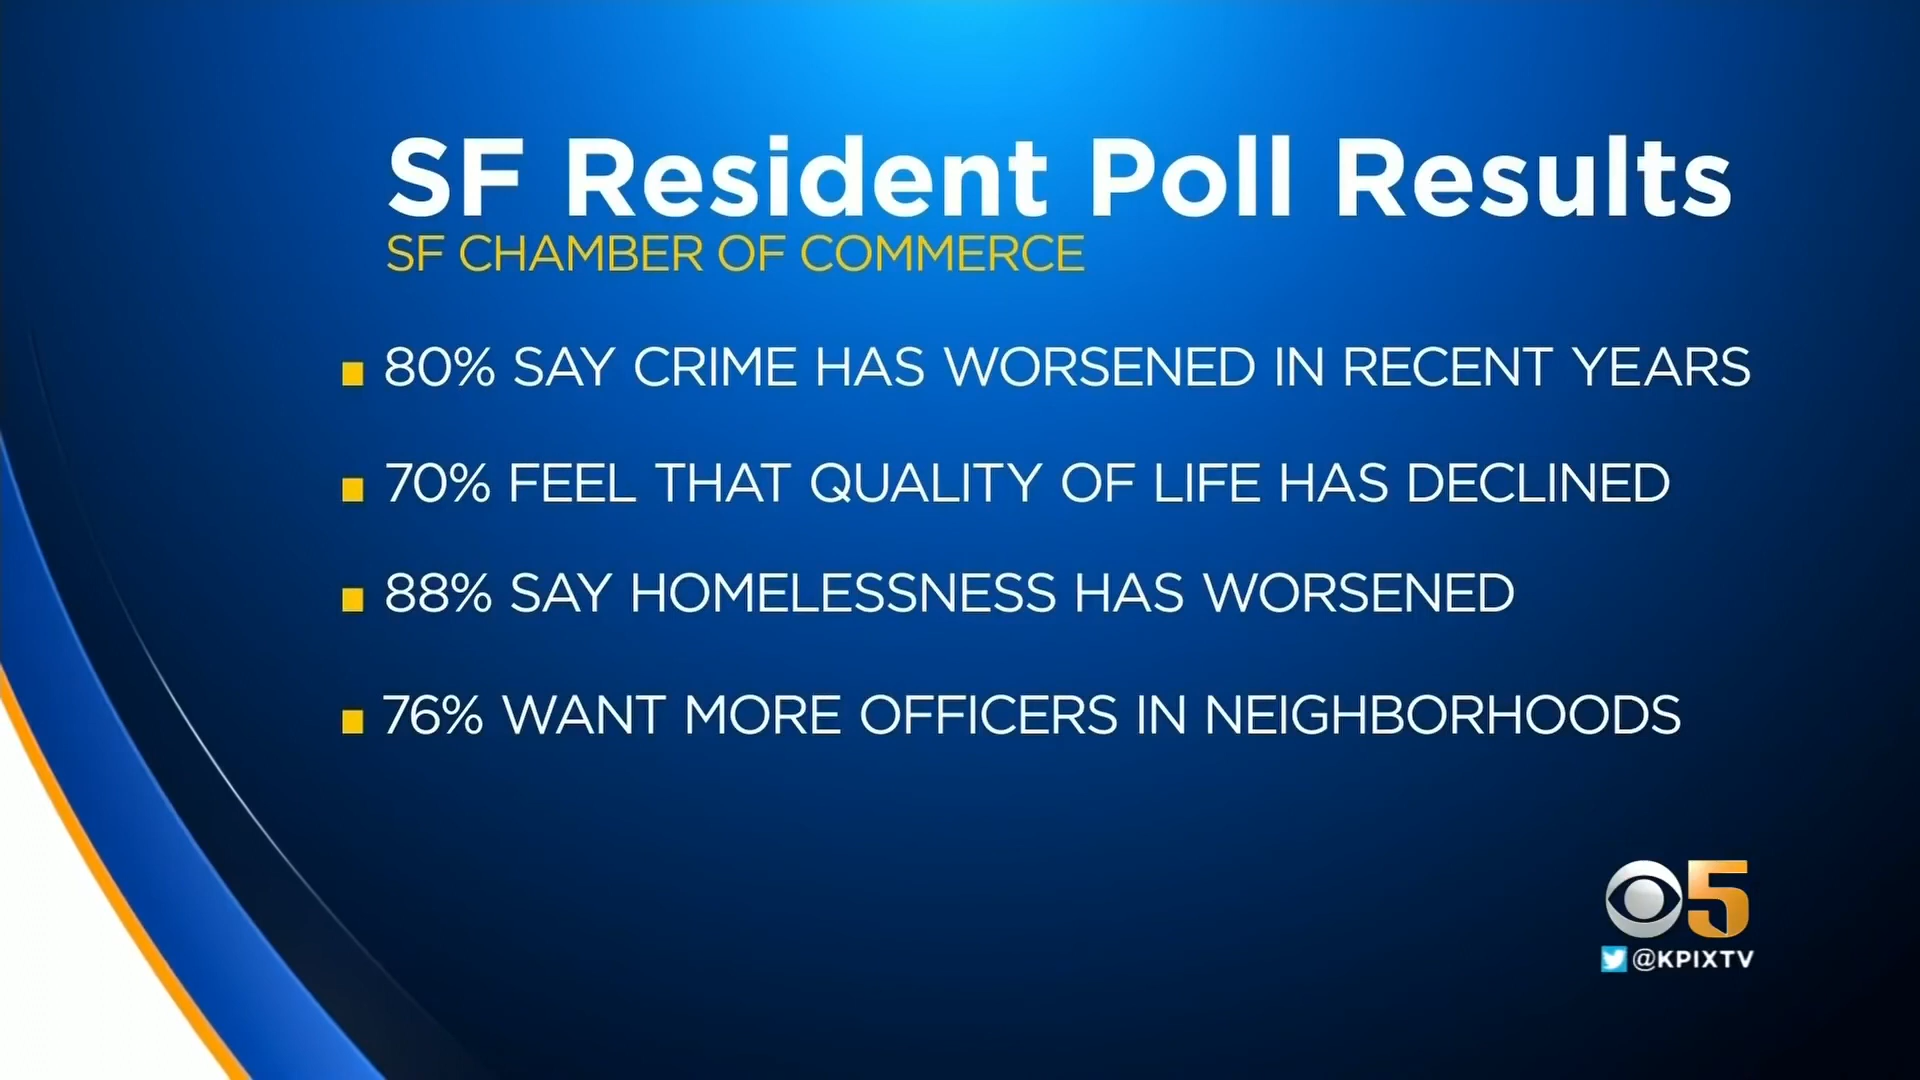 SF Resident Poll Results
SF CHAMBER OF COMMERCE
80% SAY CRIME HAS WORSENED IN RECENT YEARS
70% FEEL THAT QUALITY OF LIFE HAS DECLINED
88% SAY HOMELESSNESS HAS WORSENED
76% WANT MORE OFFICERS IN NEIGHBORHOODS
5
@KPIXTV